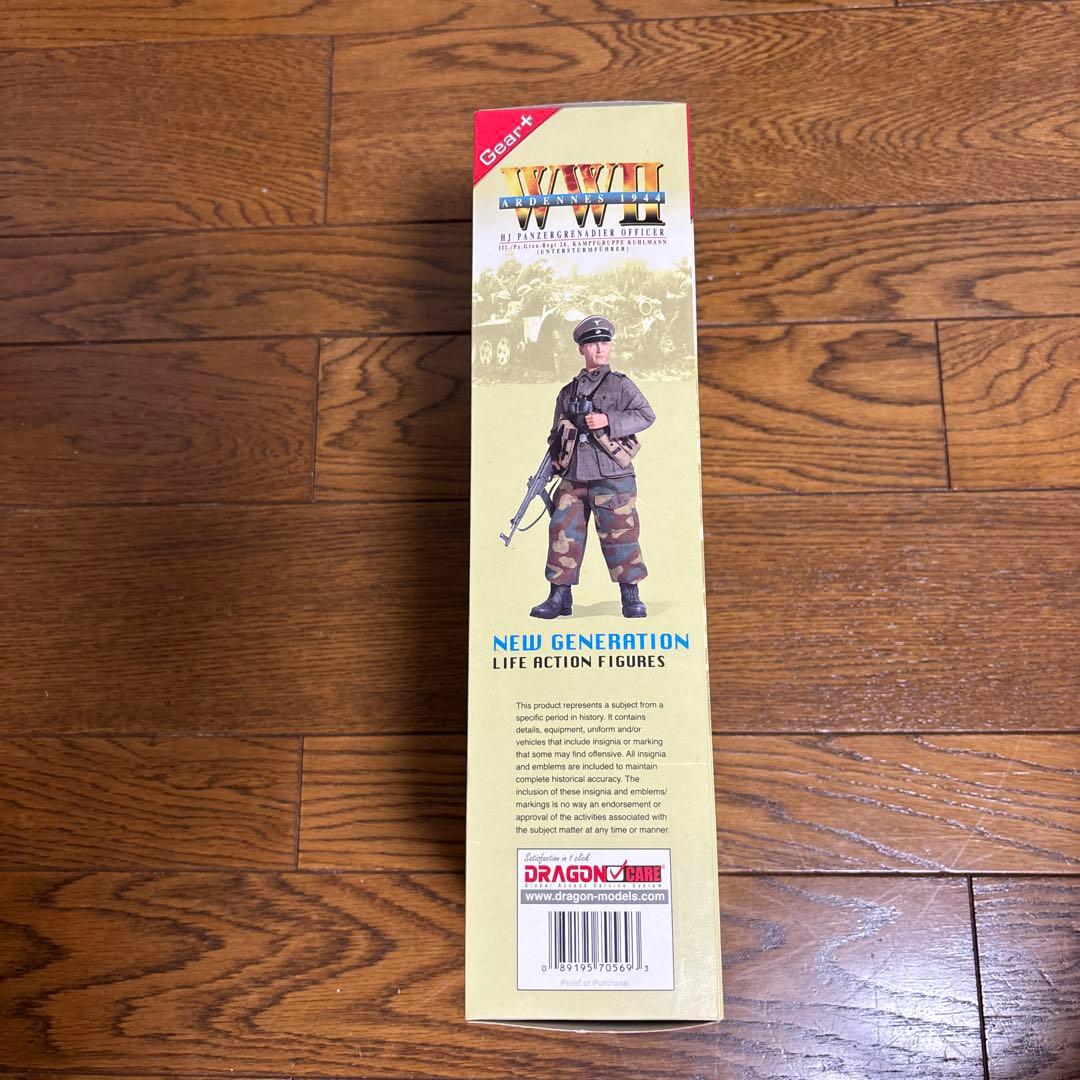 Gear+
WWII
ARDENNES 1944
HJ PANZERGRENADIER OFFICER
III./Pz.Gren.Regt 26, KAMPFGRUPPE KUHLMANN
(UNTERSTURMFÜHRER)
NEW GENERATION
LIFE ACTION FIGURES
This product represents a subject from a
specific period in history. It contains
details, equipment, uniform and/or
vehicles that include insignia or marking
that some may find offensive. All insignia
and emblems are included to maintain
complete historical accuracy. The
inclusion of these insignia and emblems/
markings is no way an endorsement or
approval of the activities associated with
the subject matter at any time or manner.
Satisfaction in 1 click
DRAGON CARE
Global Access Service System
www.dragon-models.com
0 89195 70569 3
Proof of Purchase